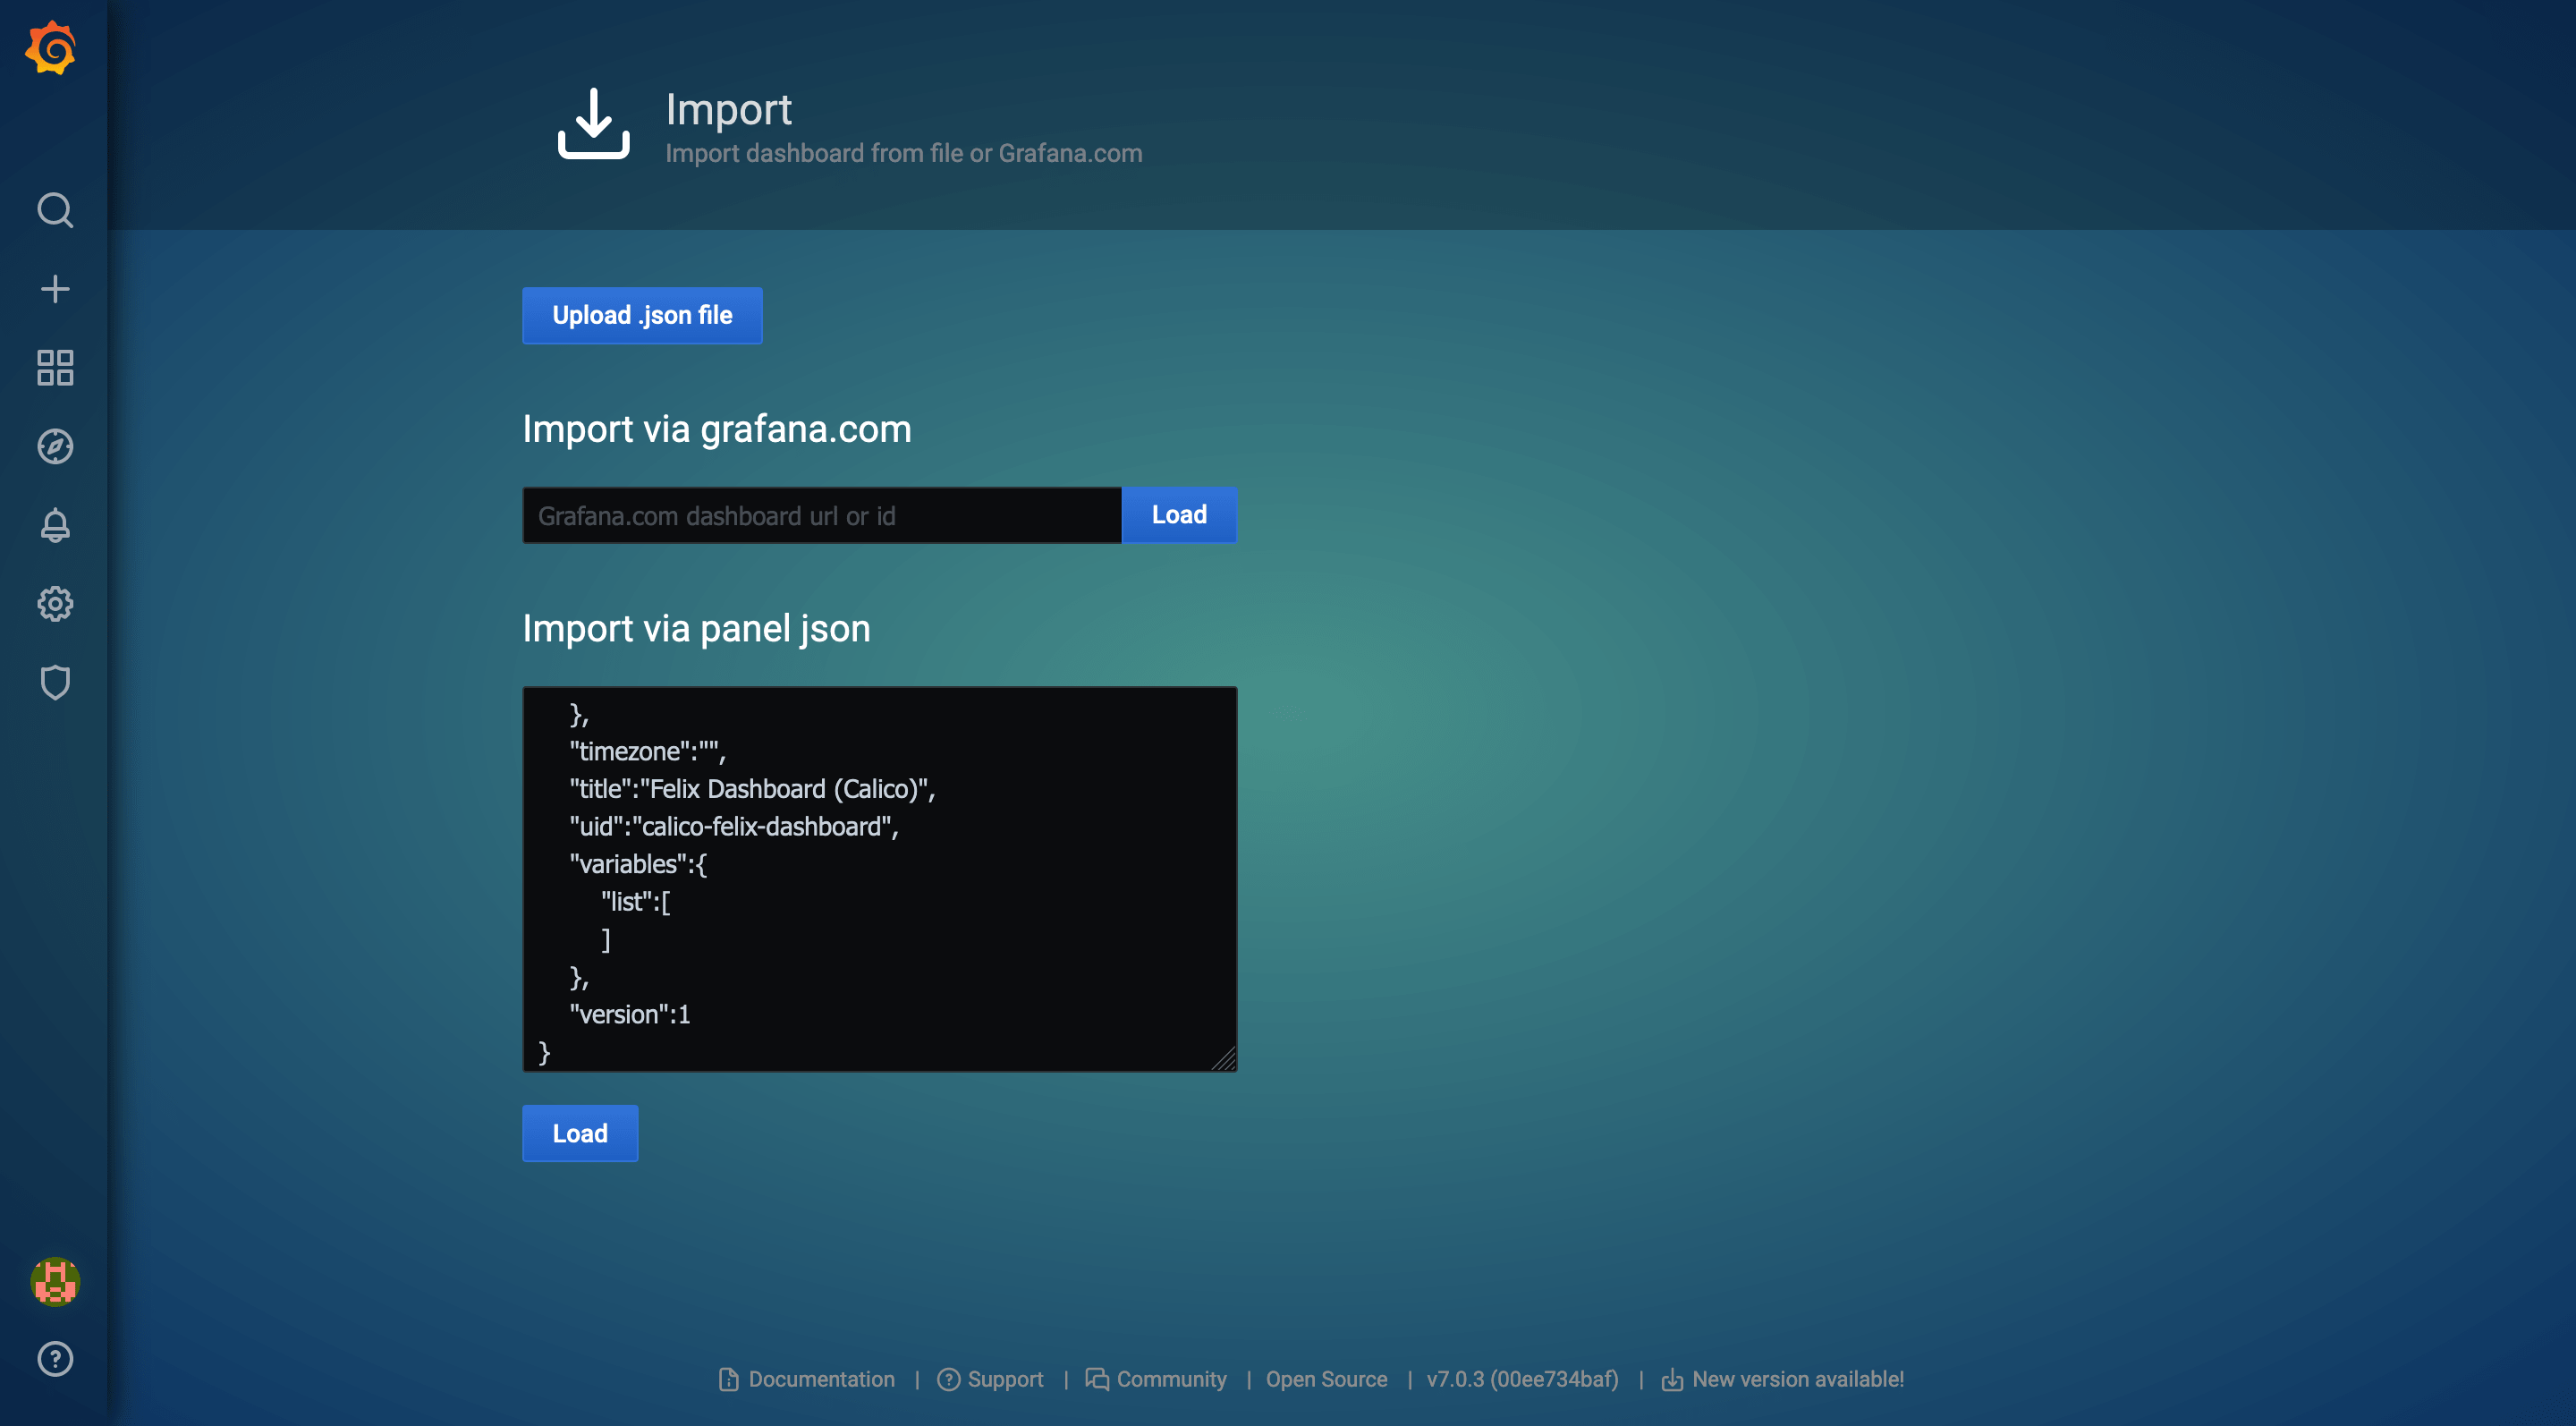 Import
Import dashboard from file or Grafana.com
Upload .json file
Import via grafana.com
Grafana.com dashboard url or id
Load
Import via panel json
},
"timezone":"",
"title":"Felix Dashboard (Calico)",
"uid":"calico-felix-dashboard",
"variables":{
"list":[
]
},
"version":1
}
Load
Documentation | Support | Community | Open Source | v7.0.3 (00ee734baf) | New version available!